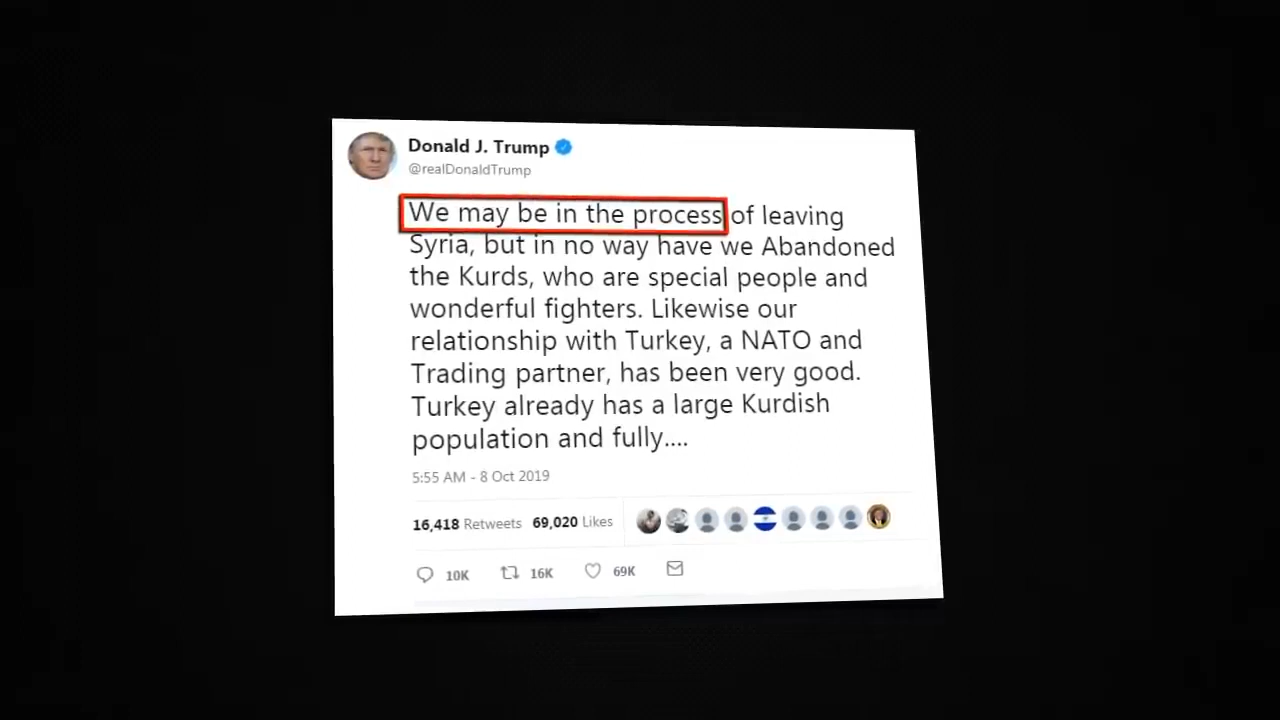 Donald J. Trump
@realDonaldTrump
We may be in the process of leaving
Syria, but in no way have we Abandoned
the Kurds, who are special people and
wonderful fighters. Likewise our
relationship with Turkey, a NATO and
Trading partner, has been very good.
Turkey already has a large Kurdish
population and fully....
5:55 AM - 8 Oct 2019
16,418 Retweets 69,020 Likes
10K 16K 69K